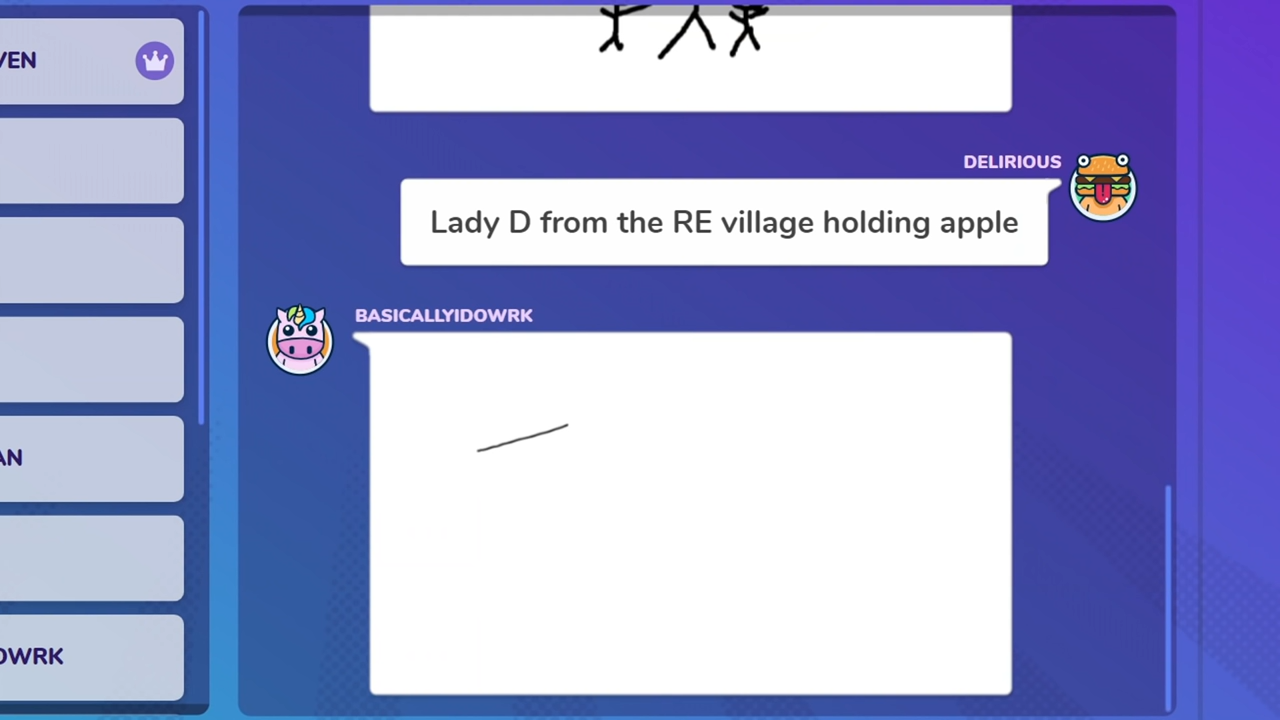 VEN
DELIRIOUS
Lady D from the RE village holding apple
BASICALLYIDOWRK
AN
OWRK